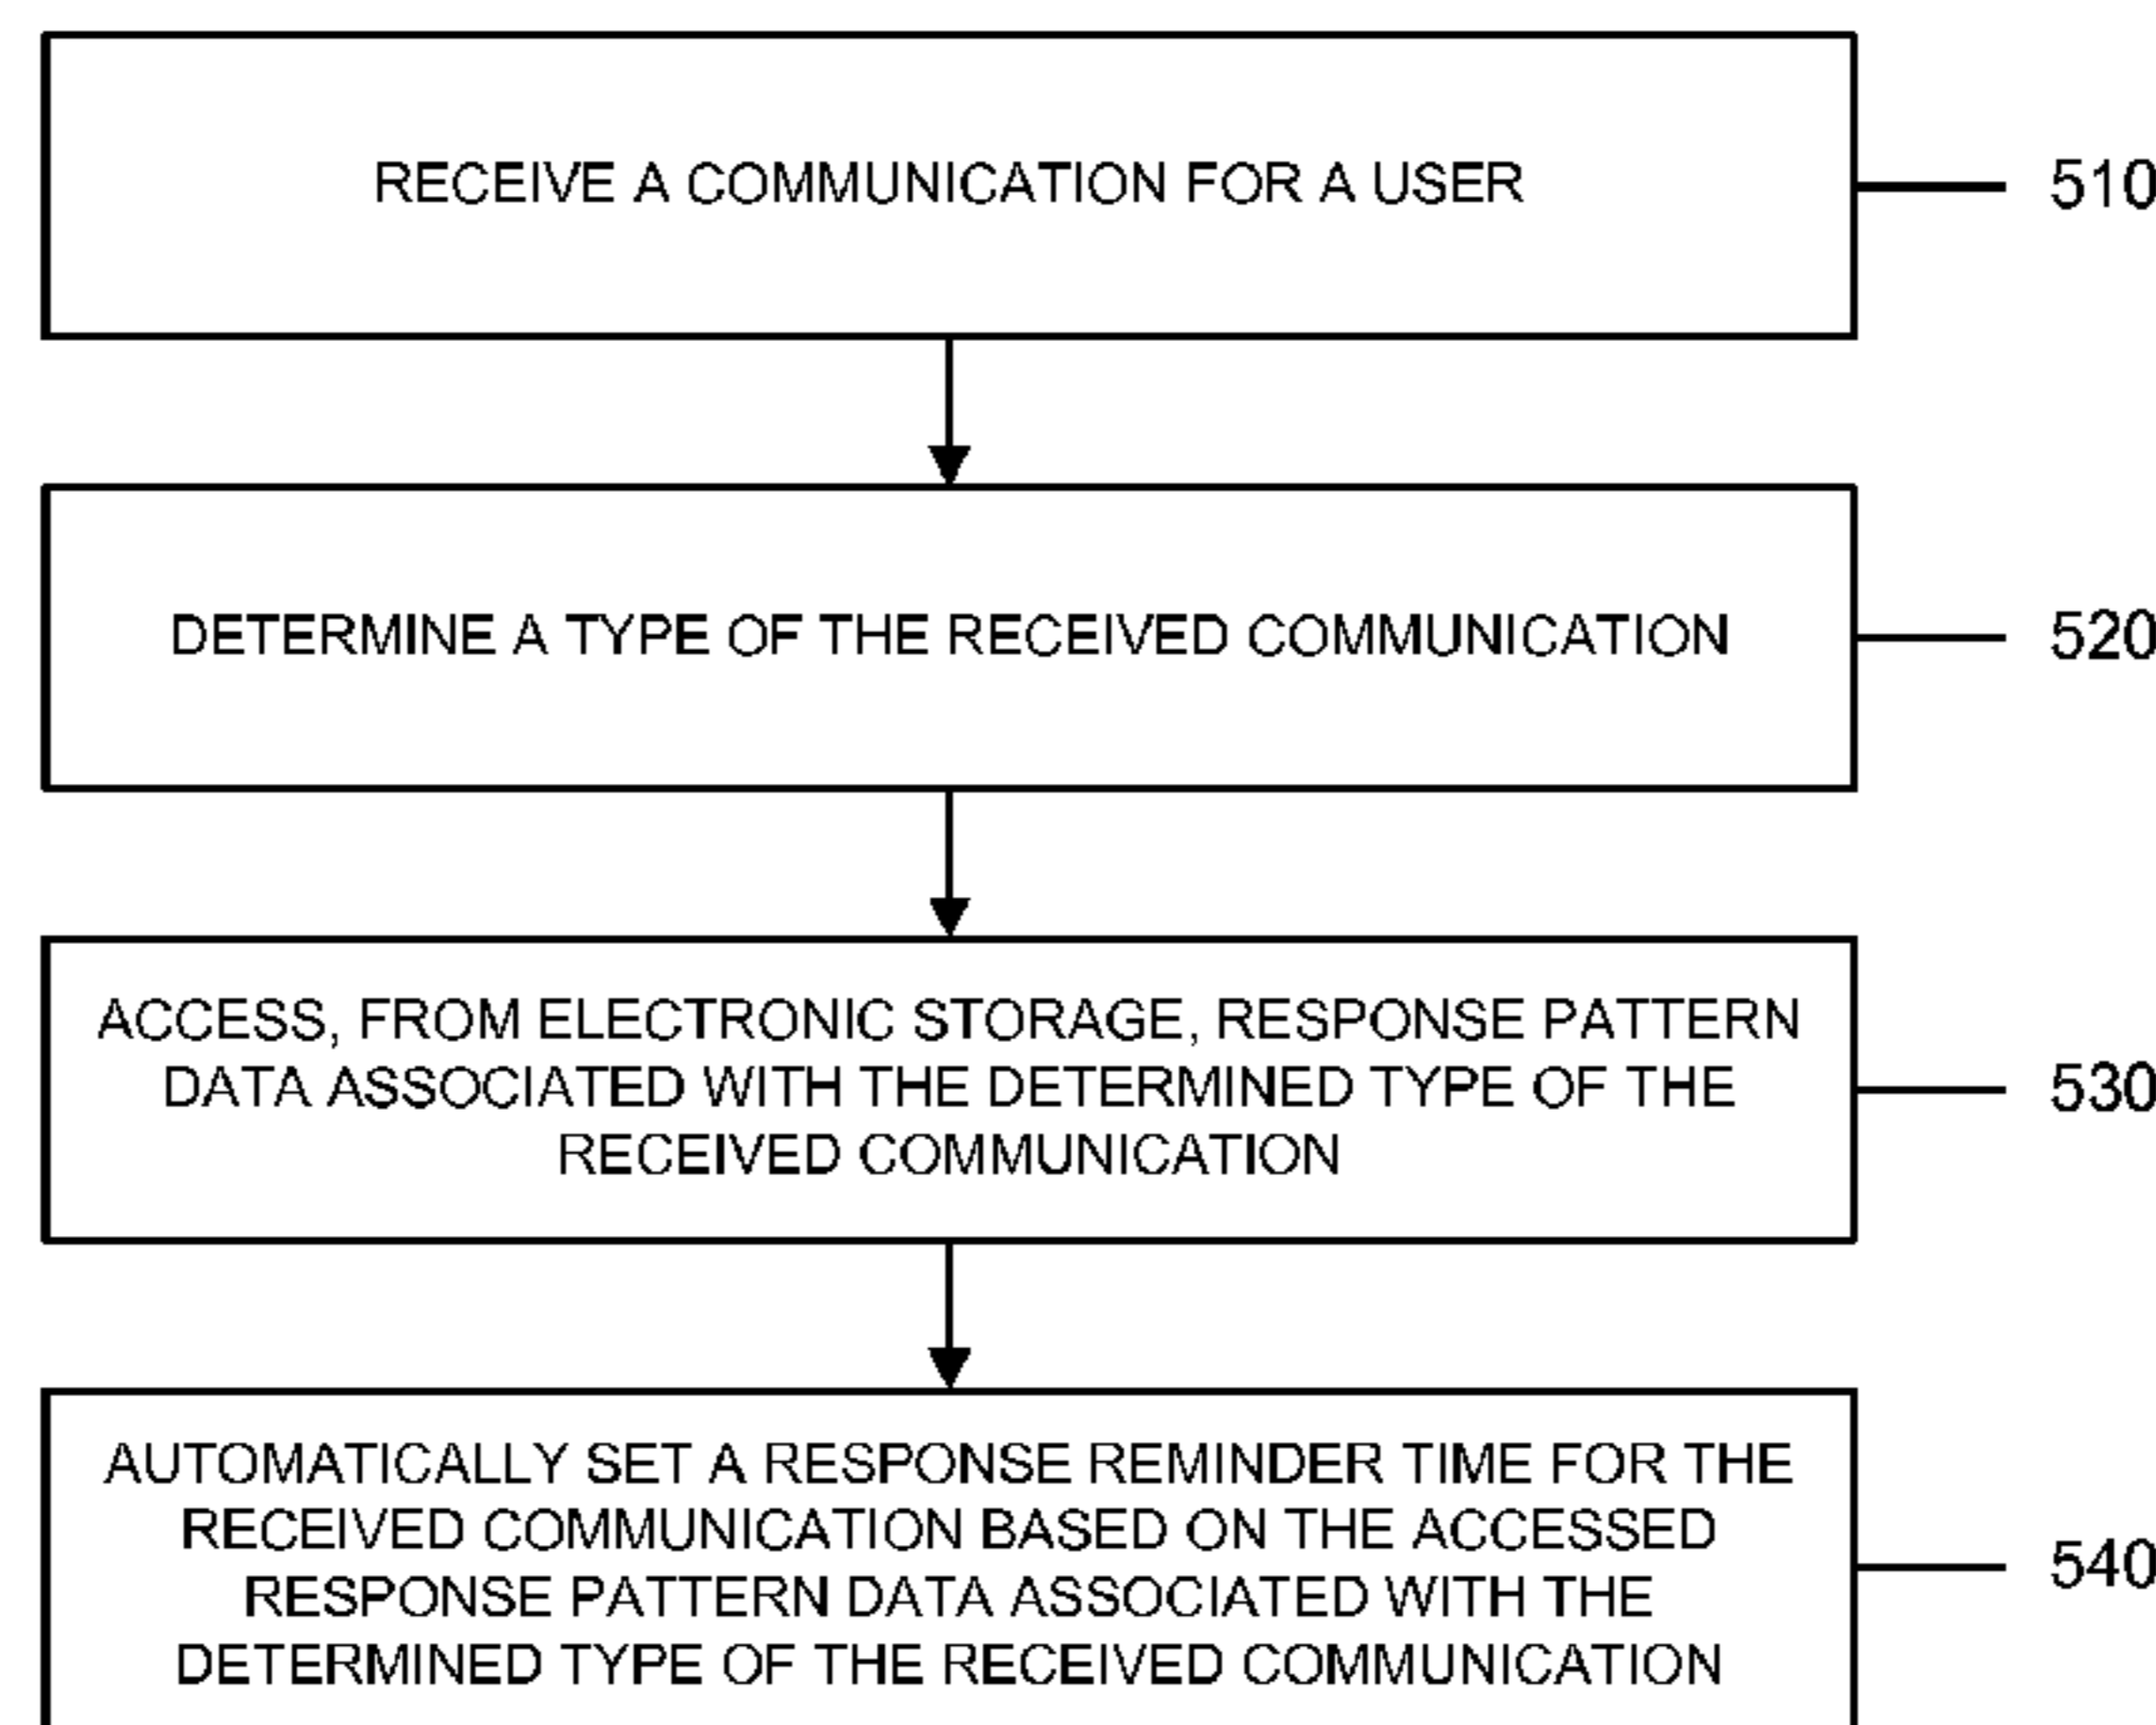 RECEIVE A COMMUNICATION FOR A USER
510
DETERMINE A TYPE OF THE RECEIVED COMMUNICATION
520
ACCESS, FROM ELECTRONIC STORAGE, RESPONSE PATTERN
DATA ASSOCIATED WITH THE DETERMINED TYPE OF THE
RECEIVED COMMUNICATION
530
AUTOMATICALLY SET A RESPONSE REMINDER TIME FOR THE
RECEIVED COMMUNICATION BASED ON THE ACCESSED
RESPONSE PATTERN DATA ASSOCIATED WITH THE
DETERMINED TYPE OF THE RECEIVED COMMUNICATION
540